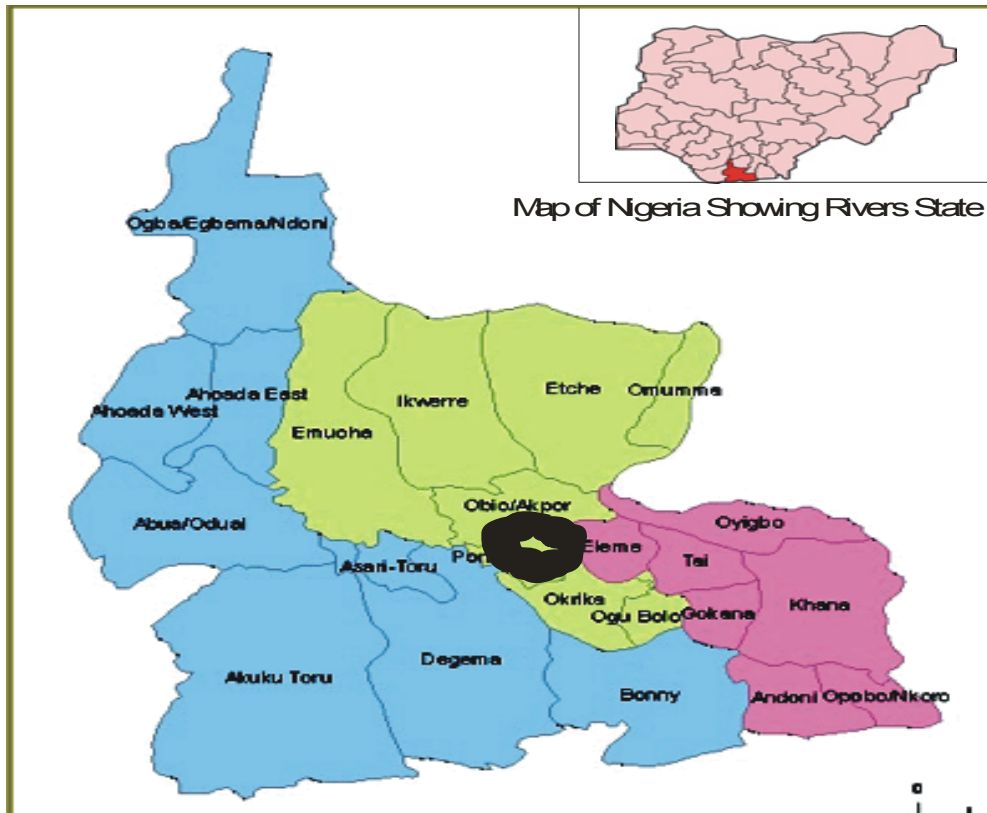 Map of Nigeria Showing Rivers State
Ogba/Egbema/Ndoni
Ahoada East
Ahoada West
Emuoha
Ikwerre
Etche
Omumma
Obio/Akpor
Abua/Odual
Asari-Toru
Eleme
Oyigbo
Tai
Khana
Gokana
Okrika
Ogu Bolo
Akuku Toru
Degema
Bonny
Andoni
Opobo/Nkoro